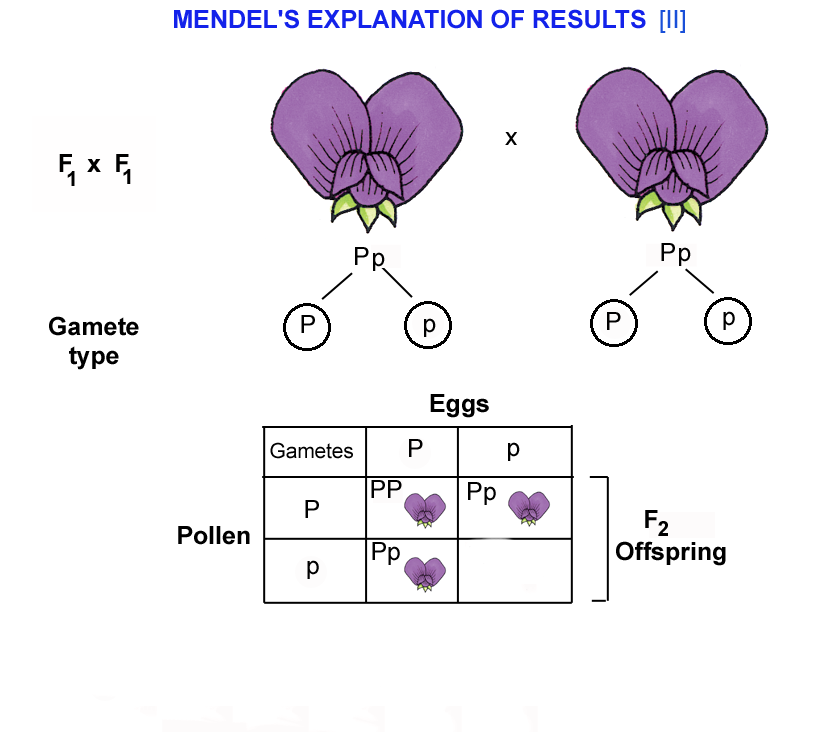 MENDEL'S EXPLANATION OF RESULTS [II]
F1 x F1
x
Pp
Pp
P
p
P
p
Gamete
type
Eggs
Gametes P p
Pollen
P PP Pp
p Pp
F2
Offspring